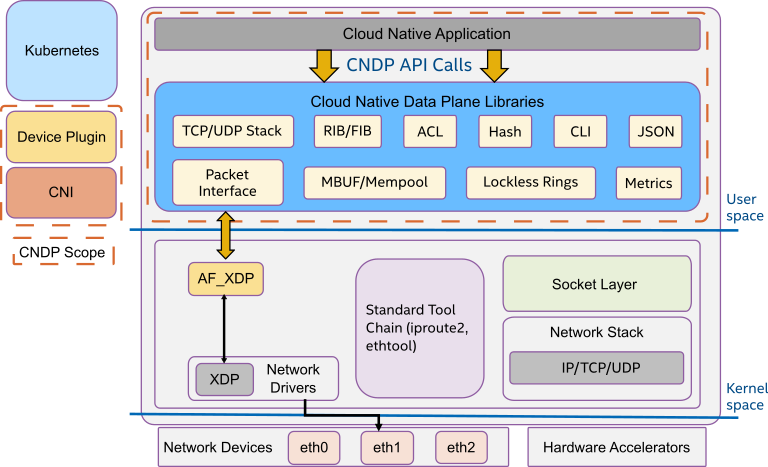 Kubernetes
Device Plugin
CNI
CNDP Scope
Cloud Native Application
CNDP API Calls
Cloud Native Data Plane Libraries
TCP/UDP Stack
RIB/FIB
ACL
Hash
CLI
JSON
Packet
Interface
MBUF/Mempool
Lockless Rings
Metrics
User
space
AF_XDP
Standard Tool
Chain (iproute2,
ethtool)
Socket Layer
Network Stack
IP/TCP/UDP
XDP
Network
Drivers
Kernel
space
Network Devices
eth0
eth1
eth2
Hardware Accelerators